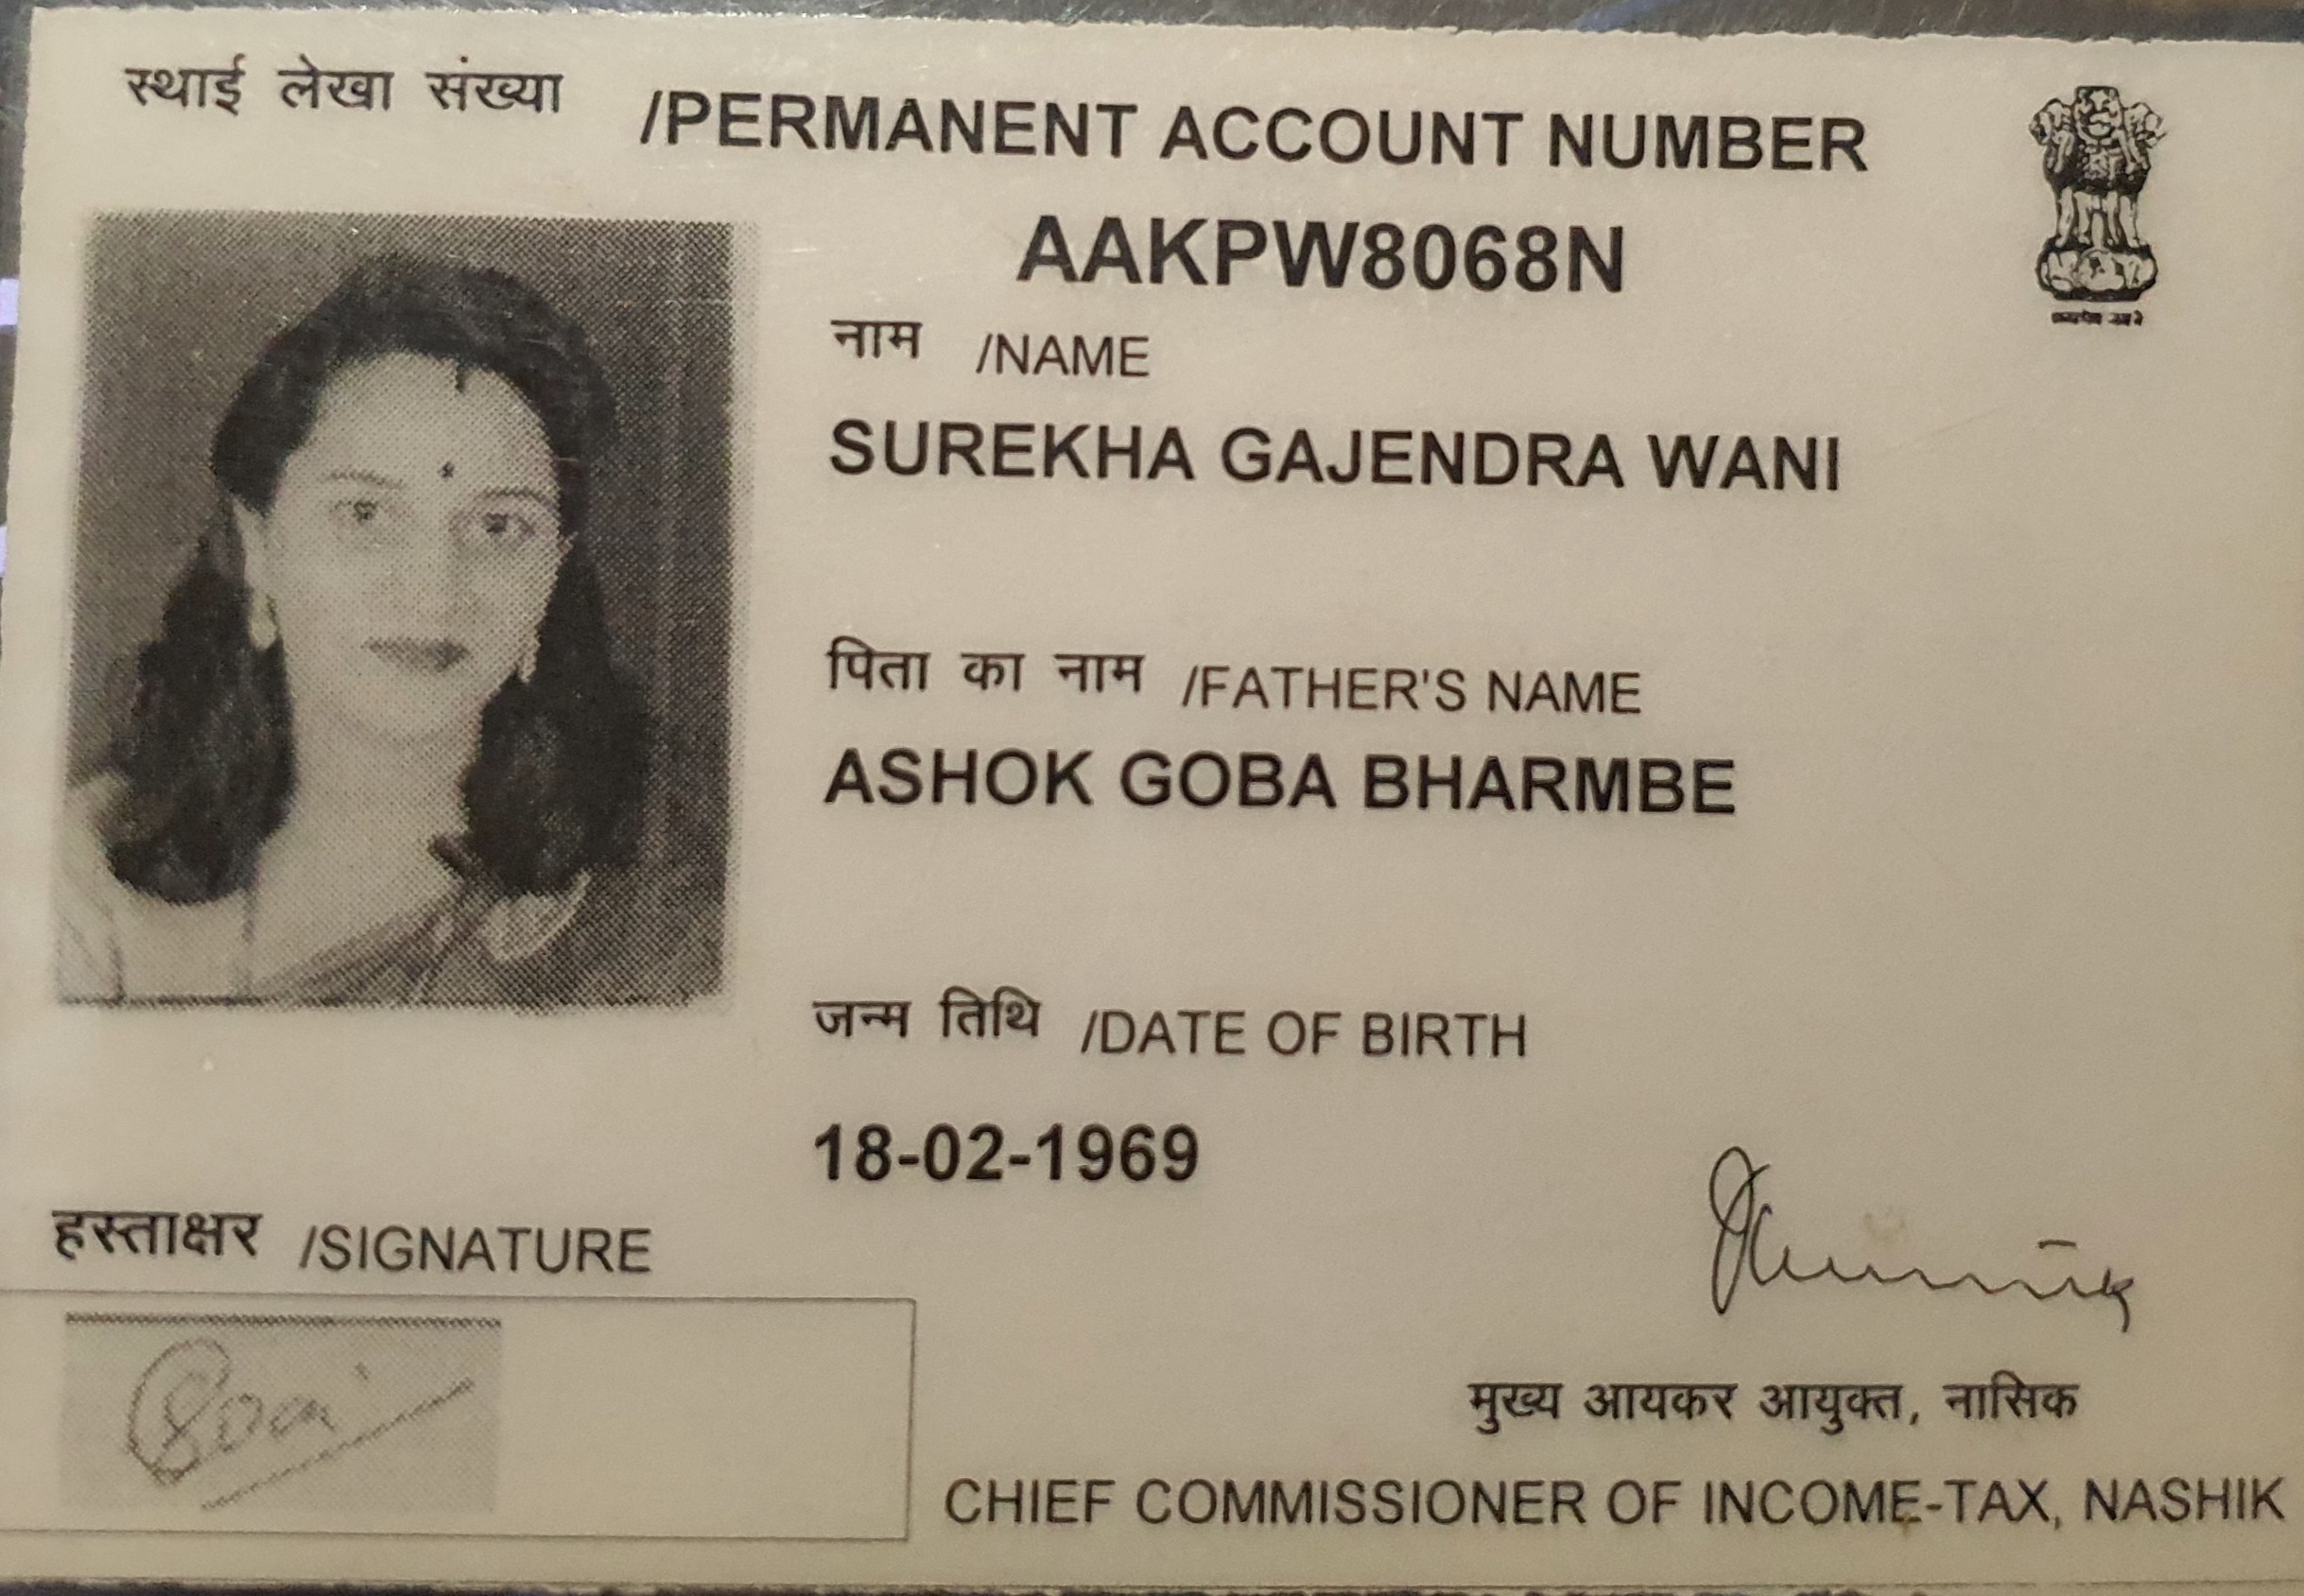 स्थाई लेखा संख्या /PERMANENT ACCOUNT NUMBER
AAKPW8068N
नाम /NAME
SUREKHA GAJENDRA WANI
पिता का नाम /FATHER'S NAME
ASHOK GOBA BHARMBE
जन्म तिथि /DATE OF BIRTH
18-02-1969
हस्ताक्षर /SIGNATURE
मुख्य आयकर आयुक्त, नासिक
CHIEF COMMISSIONER OF INCOME-TAX, NASHIK